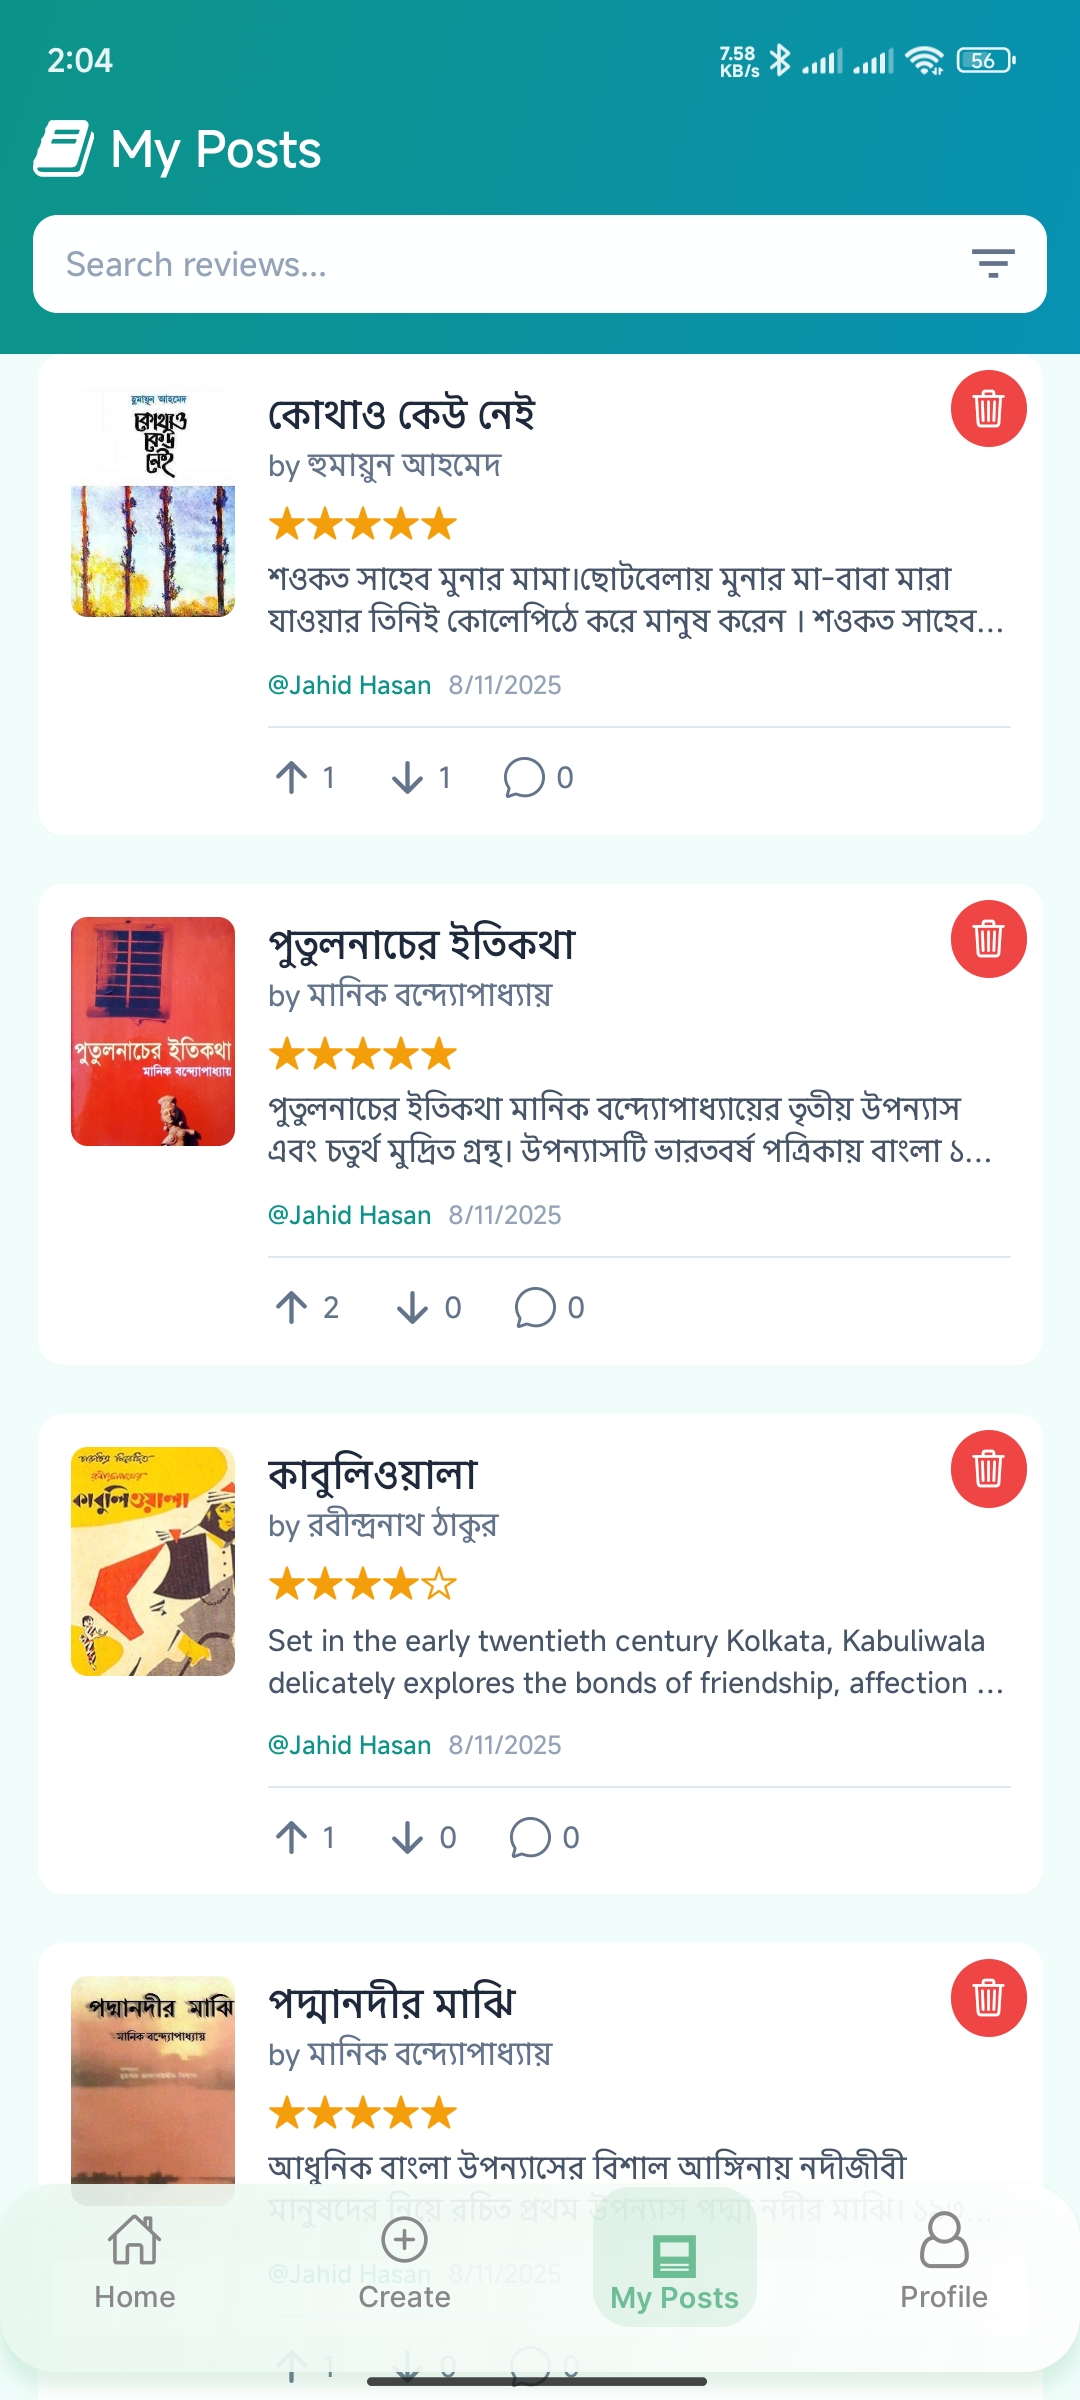 2:04
7.58
KB/s
56
My Posts
Search reviews...
হুমায়ূন আহমেদ
কোথাও
কেউ
নেই
কোথাও কেউ নেই
by হুমায়ুন আহমেদ
শওকত সাহেব মুনার মামা।ছোটবেলায় মুনার মা-বাবা মারা
যাওয়ার তিনিই কোলেপিঠে করে মানুষ করেন । শওকত সাহেব...
@Jahid Hasan 8/11/2025
1 1 0
পুতুলনাচের ইতিকথা
মানিক বন্দ্যোপাধ্যায়
পুতুলনাচের ইতিকথা
by মানিক বন্দ্যোপাধ্যায়
পুতুলনাচের ইতিকথা মানিক বন্দ্যোপাধ্যায়ের তৃতীয় উপন্যাস
এবং চতুর্থ মুদ্রিত গ্রন্থ। উপন্যাসটি ভারতবর্ষ পত্রিকায় বাংলা ১...
@Jahid Hasan 8/11/2025
2 0 0
কাবুলিওয়ালা
কাবুলিওয়ালা
by রবীন্দ্রনাথ ঠাকুর
Set in the early twentieth century Kolkata, Kabuliwala
delicately explores the bonds of friendship, affection ...
@Jahid Hasan 8/11/2025
1 0 0
পদ্মানদীর মাঝি
মানিক বন্দ্যোপাধ্যায়
পদ্মানদীর মাঝি
by মানিক বন্দ্যোপাধ্যায়
আধুনিক বাংলা উপন্যাসের বিশাল আঙ্গিনায় নদীজীবী
মানুষদের নিয়ে রচিত প্রথম উপন্যাস পদ্মা নদীর মাঝি। ১৯৩...
@Jahid Hasan 8/11/2025
1 0 0
Home Create My Posts Profile